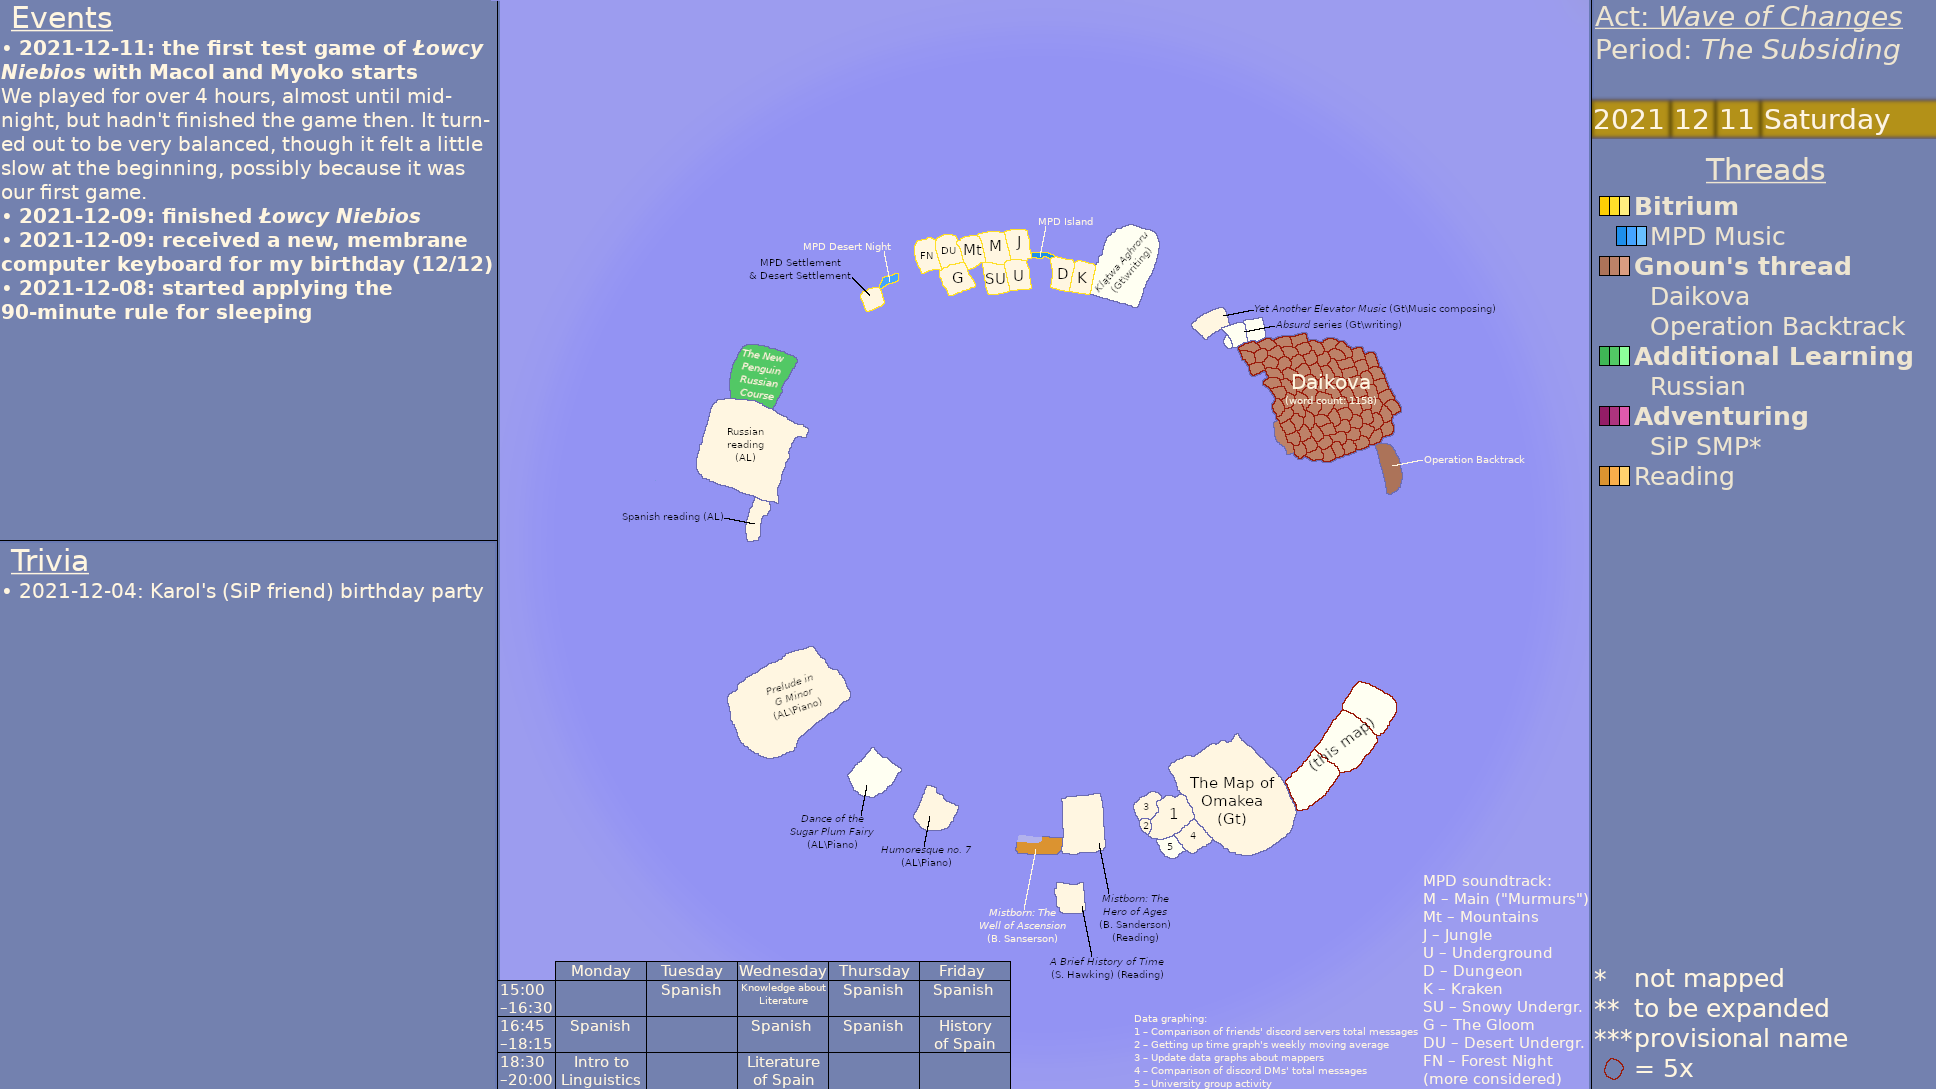 Events
• 2021-12-11: the first test game of Łowcy
Niebios with Macol and Myoko starts
We played for over 4 hours, almost until mid-
night, but hadn't finished the game then. It turn-
ed out to be very balanced, though it felt a little
slow at the beginning, possibly because it was
our first game.
• 2021-12-09: finished Łowcy Niebios
• 2021-12-09: received a new, membrane
computer keyboard for my birthday (12/12)
• 2021-12-08: started applying the
90-minute rule for sleeping
Trivia
• 2021-12-04: Karol's (SiP friend) birthday party
MPD Island
MPD Desert Night
MPD Settlement
& Desert Settlement
FN
DU
Mt
M
J
G
SU
U
D
K
Klątwa Aghroru
(Gt\writing)
Yet Another Elevator Music (Gt\Music composing)
Absurd series (Gt\writing)
Daikova
(word count: 1158)
Operation Backtrack
The New
Penguin
Russian
Course
Russian
reading
(AL)
Spanish reading (AL)
Prelude in
G Minor
(AL\Piano)
Dance of the
Sugar Plum Fairy
(AL\Piano)
Humoresque no. 7
(AL\Piano)
Mistborn: The
Well of Ascension
(B. Sanserson)
Mistborn: The
Hero of Ages
(B. Sanderson)
(Reading)
A Brief History of Time
(S. Hawking) (Reading)
3
1
2
4
5
The Map of
Omakea
(Gt)
(this map)
Monday Tuesday Wednesday Thursday Friday
15:00
–16:30
Spanish
Knowledge about
Literature
Spanish
Spanish
16:45
–18:15
Spanish
Spanish
Spanish
History
of Spain
18:30
–20:00
Intro to
Linguistics
Literature
of Spain
Data graphing:
1 – Comparison of friends' discord servers total messages
2 – Getting up time graph's weekly moving average
3 – Update data graphs about mappers
4 – Comparison of discord DMs' total messages
5 – University group activity
MPD soundtrack:
M – Main ("Murmurs")
Mt – Mountains
J – Jungle
U – Underground
D – Dungeon
K – Kraken
SU – Snowy Undergr.
G – The Gloom
DU – Desert Undergr.
FN – Forest Night
(more considered)
Act: Wave of Changes
Period: The Subsiding
2021 12 11 Saturday
Threads
Bitrium
MPD Music
Gnoun's thread
Daikova
Operation Backtrack
Additional Learning
Russian
Adventuring
SiP SMP*
Reading
* not mapped
** to be expanded
*** provisional name
= 5x